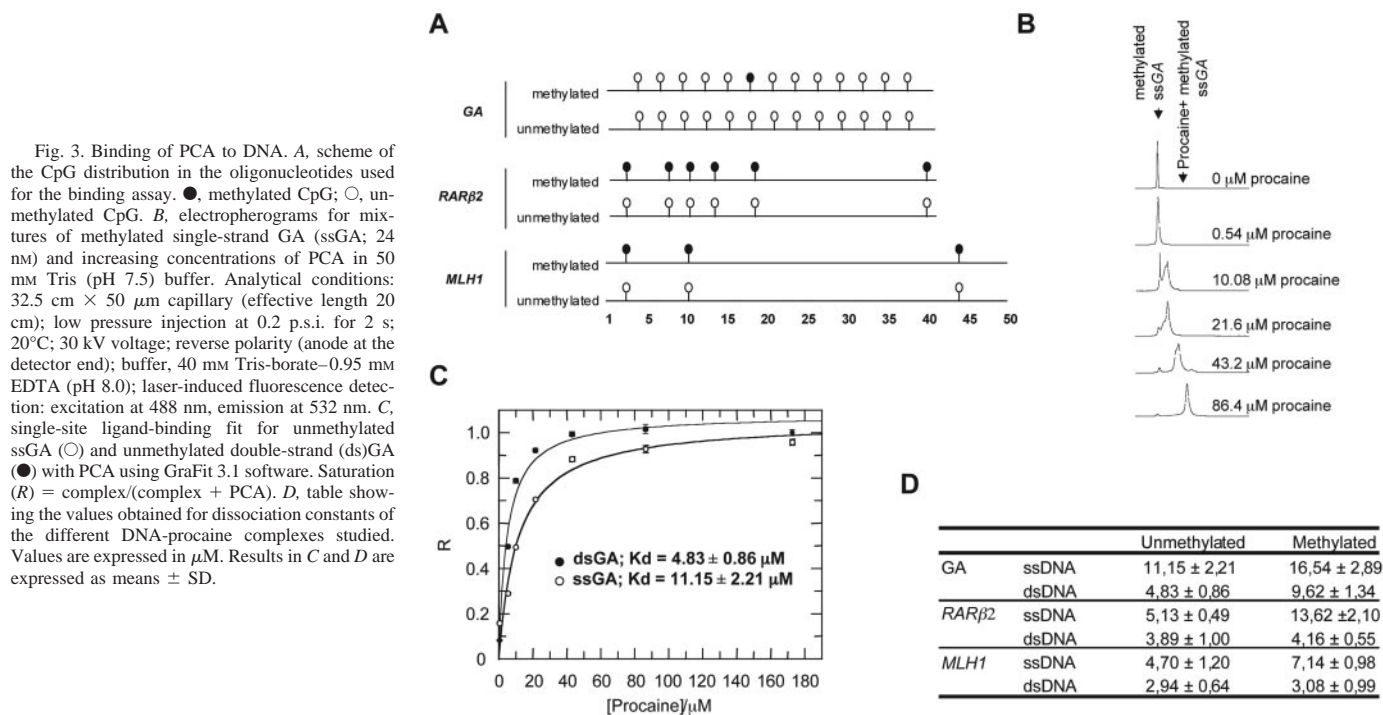 Fig. 3. Binding of PCA to DNA. A, scheme of
the CpG distribution in the oligonucleotides used
for the binding assay. ●, methylated CpG; ○, un-
methylated CpG. B, electropherograms for mix-
tures of methylated single-strand GA (ssGA; 24
nM) and increasing concentrations of PCA in 50
mM Tris (pH 7.5) buffer. Analytical conditions:
32.5 cm × 50 μm capillary (effective length 20
cm); low pressure injection at 0.2 p.s.i. for 2 s;
20°C; 30 kV voltage; reverse polarity (anode at the
detector end); buffer, 40 mM Tris-borate–0.95 mM
EDTA (pH 8.0); laser-induced fluorescence detec-
tion: excitation at 488 nm, emission at 532 nm. C,
single-site ligand-binding fit for unmethylated
ssGA (○) and unmethylated double-strand (ds)GA
(●) with PCA using GraFit 3.1 software. Saturation
(R) = complex/(complex + PCA). D, table show-
ing the values obtained for dissociation constants of
the different DNA-procaine complexes studied.
Values are expressed in μM. Results in C and D are
expressed as means ± SD.
A
GA
methylated
unmethylated
RARβ2
methylated
unmethylated
MLH1
methylated
unmethylated
1 5 10 15 20 25 30 35 40 45 50
B
methylated
ssGA
Procaine+ methylated
ssGA
0 μM procaine
0.54 μM procaine
10.08 μM procaine
21.6 μM procaine
43.2 μM procaine
86.4 μM procaine
C
R
1.0
0.8
0.6
0.4
0.2
0
● dsGA; Kd = 4.83 ± 0.86 μM
○ ssGA; Kd = 11.15 ± 2.21 μM
0 20 40 60 80 100 120 140 160 180
[Procaine]/μM
D
Unmethylated Methylated
GA ssDNA 11,15 ± 2,21 16,54 ± 2,89
dsDNA 4,83 ± 0,86 9,62 ± 1,34
RARβ2 ssDNA 5,13 ± 0,49 13,62 ±2,10
dsDNA 3,89 ± 1,00 4,16 ± 0,55
MLH1 ssDNA 4,70 ± 1,20 7,14 ± 0,98
dsDNA 2,94 ± 0,64 3,08 ± 0,99